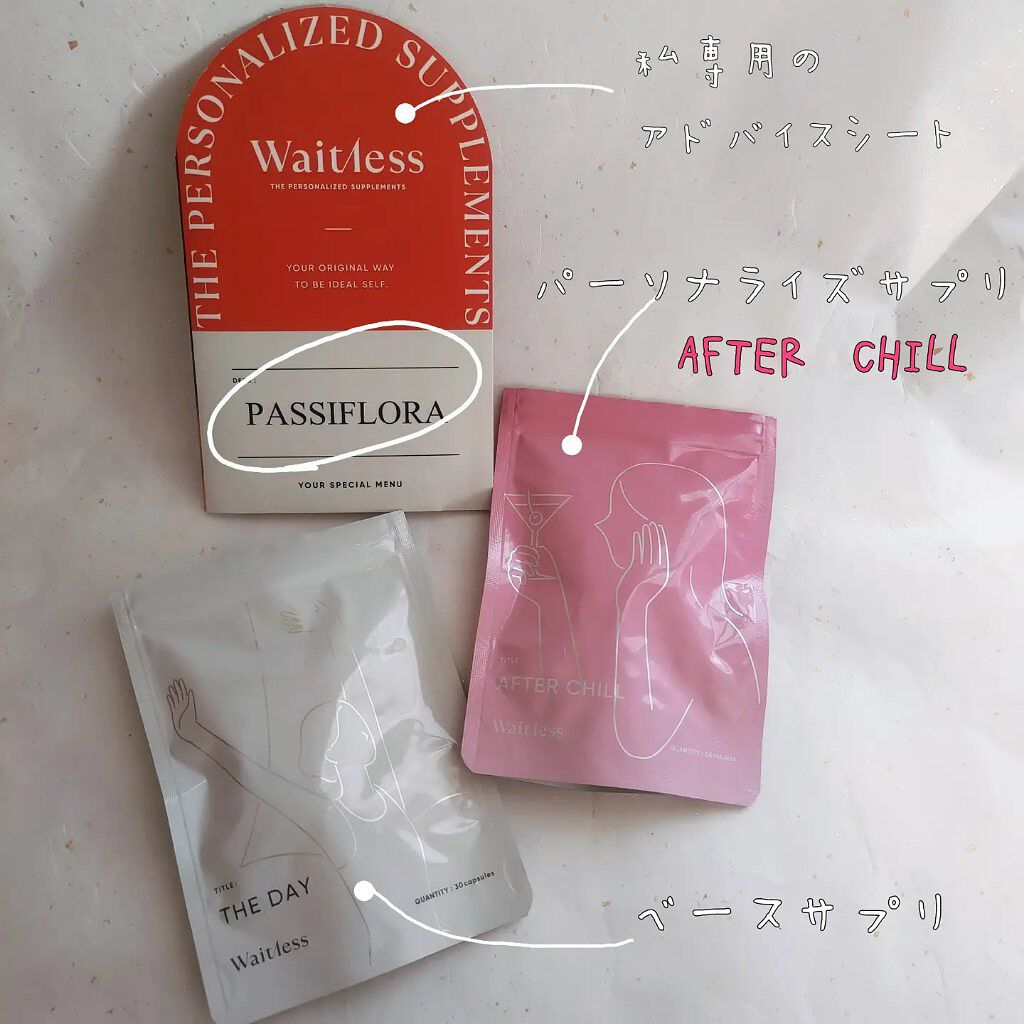 THE PERSONALIZED SUPPLEMENTS
Waitless
THE PERSONALIZED SUPPLEMENTS
YOUR ORIGINAL WAY
TO BE IDEAL SELF.
DEAR:
PASSIFLORA
YOUR SPECIAL MENU
私専用の
アドバイスシート
パーソナライズサプリ
AFTER CHILL
TITLE
AFTER CHILL
Waitless
TITLE:
THE DAY
Waitless
QUANTITY : 30capsules
ベースサプリ